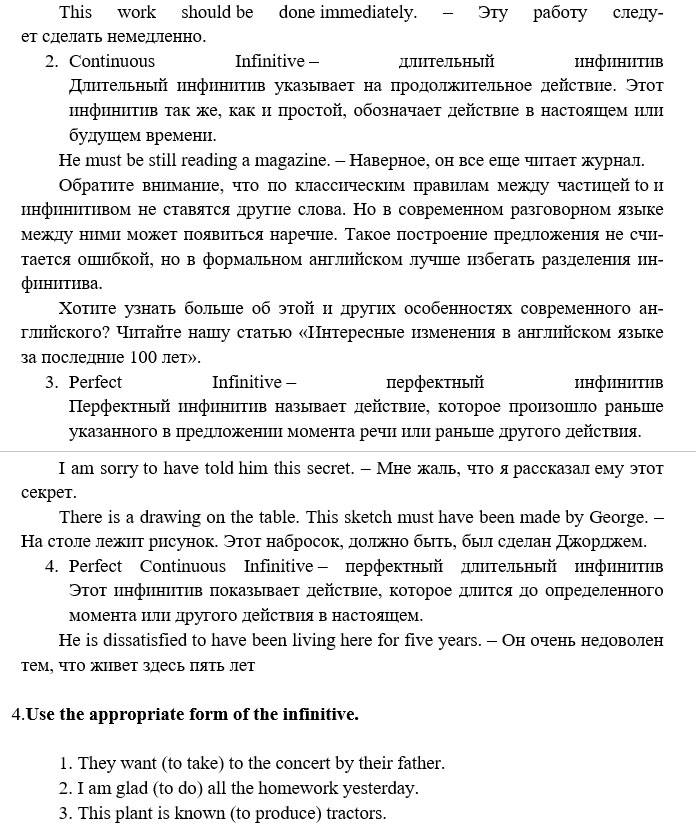 This work should be done immediately. – Эту работу следу-
ет сделать немедленно.
2. Continuous Infinitive – длительный инфинитив
Длительный инфинитив указывает на продолжительное действие. Этот
инфинитив так же, как и простой, обозначает действие в настоящем или
будущем времени.
He must be still reading a magazine. – Наверное, он все еще читает журнал.
Обратите внимание, что по классическим правилам между частицей to и
инфинитивом не ставятся другие слова. Но в современном разговорном языке
между ними может появиться наречие. Такое построение предложения не счи-
тается ошибкой, но в формальном английском лучше избегать разделения ин-
финитива.
Хотите узнать больше об этой и других особенностях современного ан-
глийского? Читайте нашу статью «Интересные изменения в английском языке
за последние 100 лет».
3. Perfect Infinitive – перфектный инфинитив
Перфектный инфинитив называет действие, которое произошло раньше
указанного в предложении момента речи или раньше другого действия.
I am sorry to have told him this secret. – Мне жаль, что я рассказал ему этот
секрет.
There is a drawing on the table. This sketch must have been made by George. –
На столе лежит рисунок. Этот набросок, должно быть, был сделан Джорджем.
4. Perfect Continuous Infinitive – перфектный длительный инфинитив
Этот инфинитив показывает действие, которое длится до определенного
момента или другого действия в настоящем.
He is dissatisfied to have been living here for five years. – Он очень недоволен
тем, что живет здесь пять лет
4.Use the appropriate form of the infinitive.
1. They want (to take) to the concert by their father.
2. I am glad (to do) all the homework yesterday.
3. This plant is known (to produce) tractors.